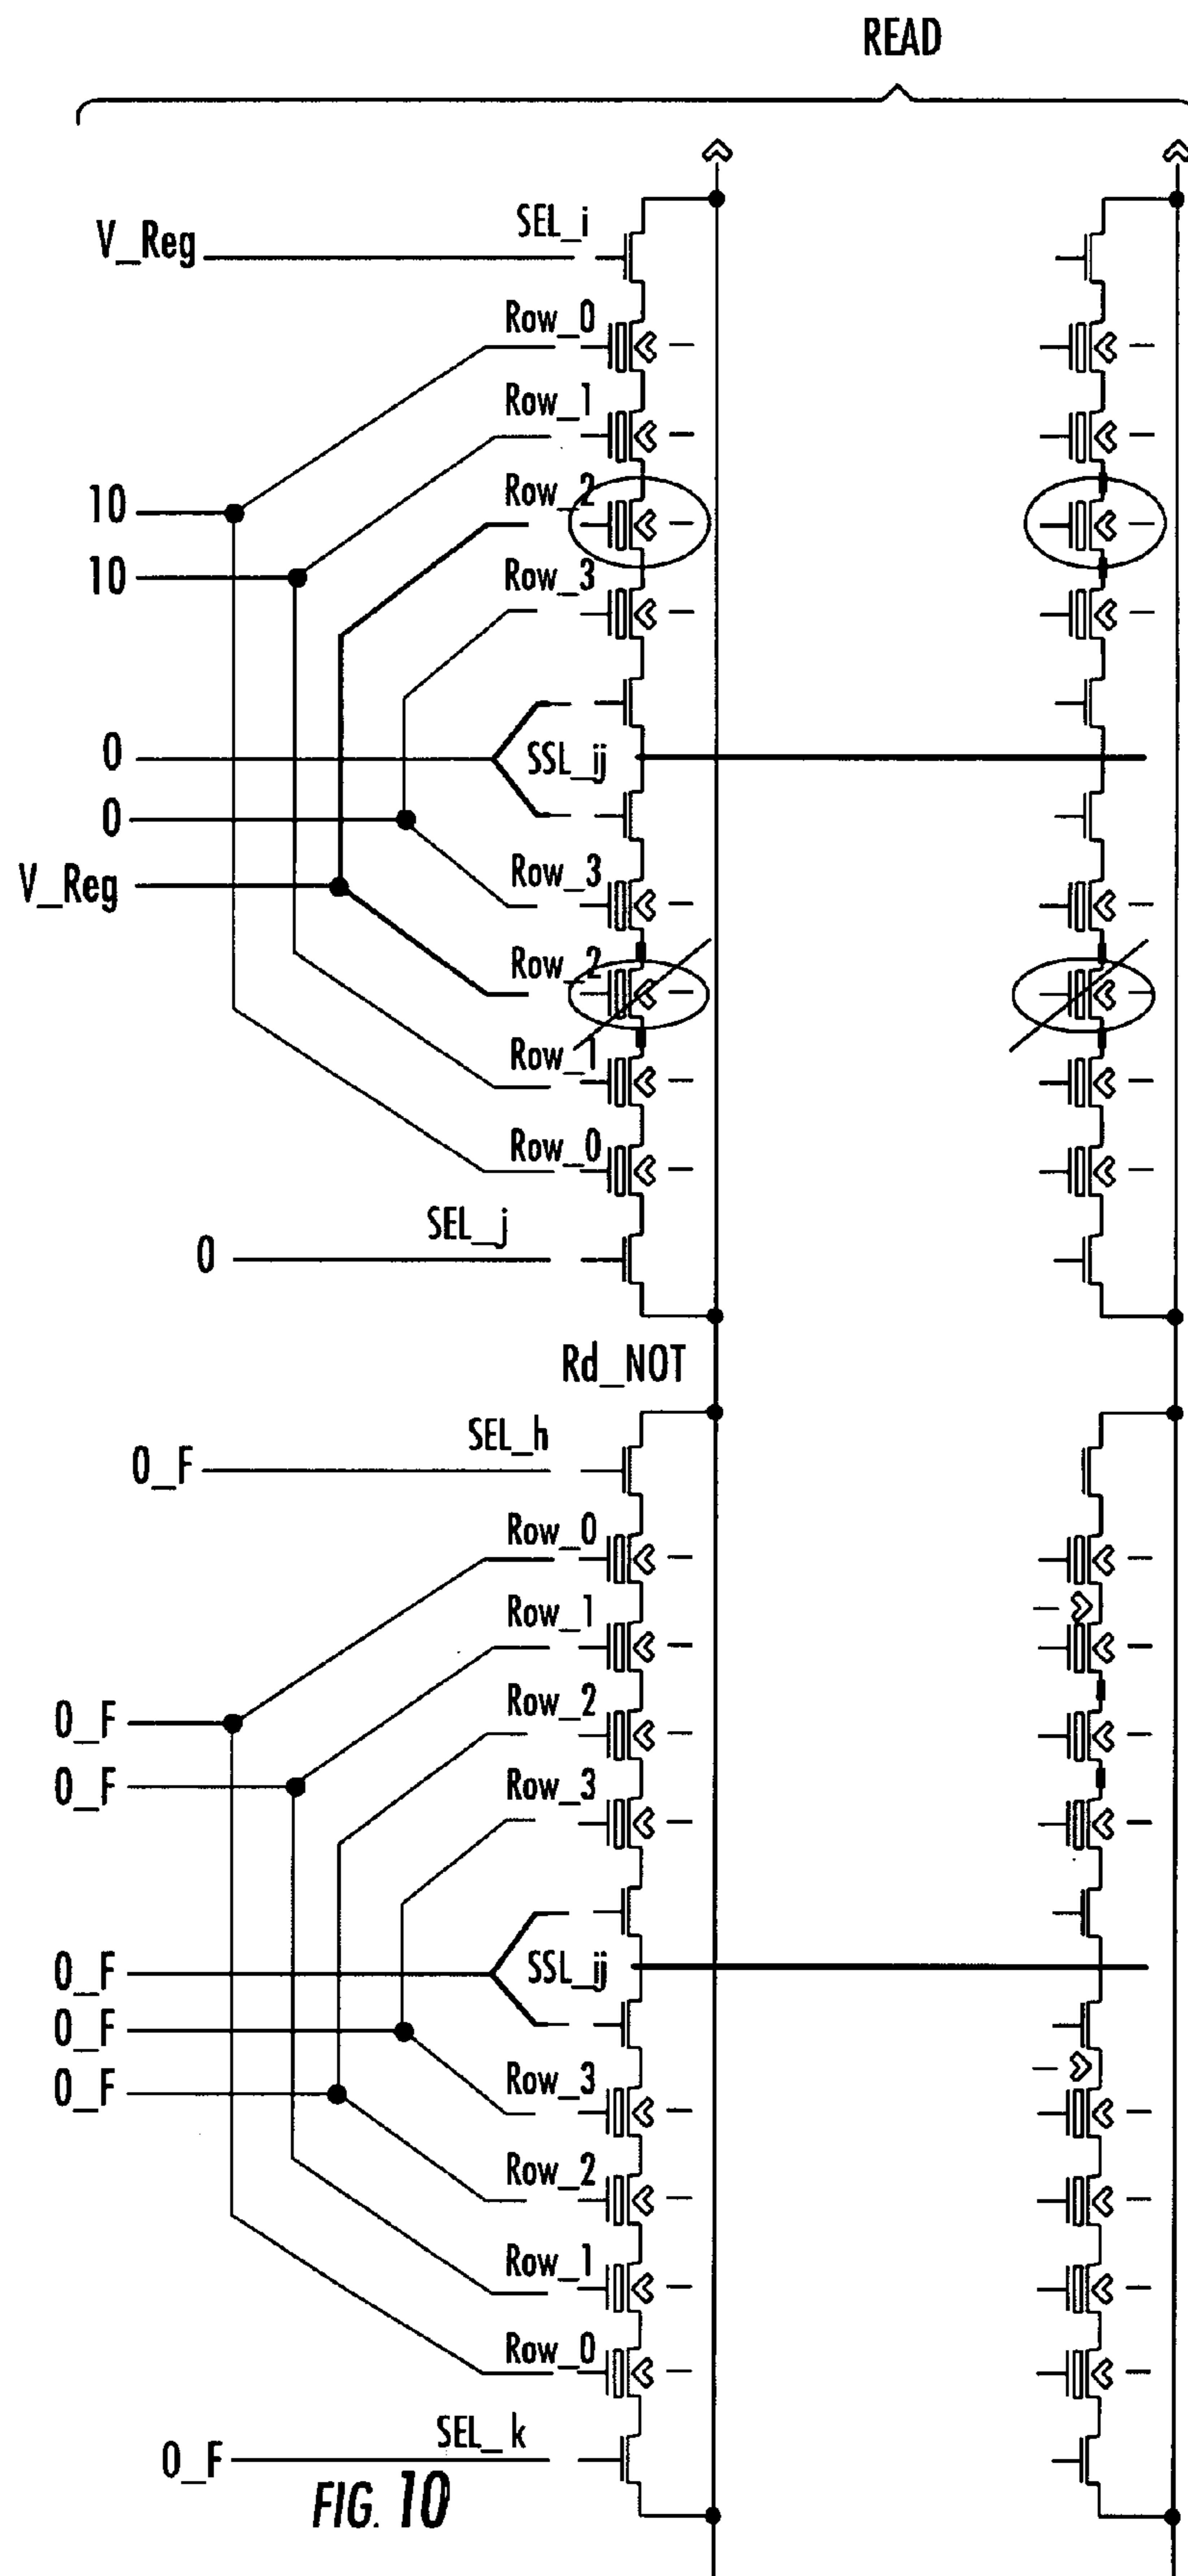 READ
V_Reg
SEL_i
Row_0
Row_1
10
Row_2
10
Row_3
0
SSL_ij
0
V_Reg
Row_3
Row_2
Row_1
Row_0
SEL_j
0
Rd_NOT
SEL_h
0_F
Row_0
Row_1
Row_2
0_F
Row_3
0_F
0_F
SSL_ij
0_F
0_F
Row_3
Row_2
Row_1
Row_0
SEL_k
0_F
FIG. 10